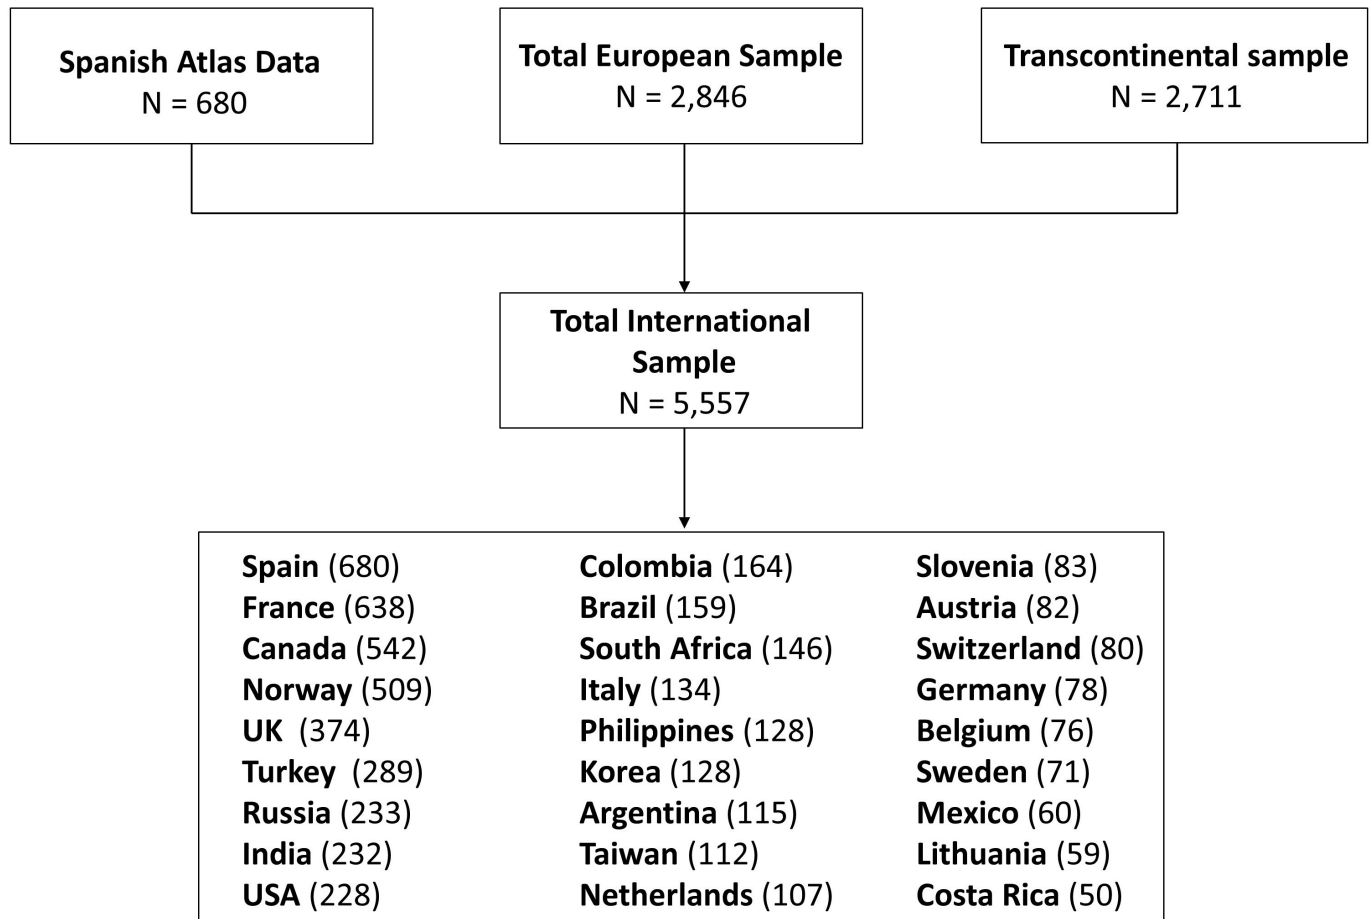 Spanish Atlas Data
N = 680
Total European Sample
N = 2,846
Transcontinental sample
N = 2,711
Total International
Sample
N = 5,557
Spain (680)
France (638)
Canada (542)
Norway (509)
UK (374)
Turkey (289)
Russia (233)
India (232)
USA (228)
Colombia (164)
Brazil (159)
South Africa (146)
Italy (134)
Philippines (128)
Korea (128)
Argentina (115)
Taiwan (112)
Netherlands (107)
Slovenia (83)
Austria (82)
Switzerland (80)
Germany (78)
Belgium (76)
Sweden (71)
Mexico (60)
Lithuania (59)
Costa Rica (50)